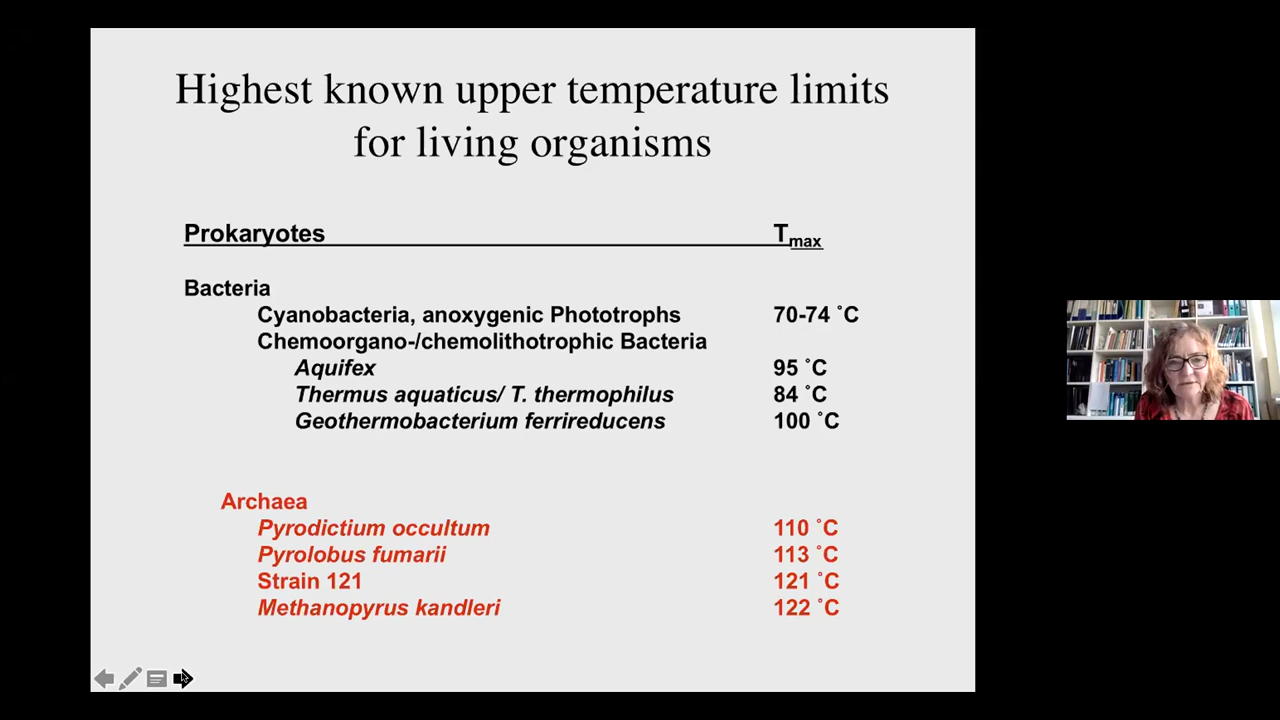 Highest known upper temperature limits
for living organisms
Prokaryotes Tmax
Bacteria
Cyanobacteria, anoxygenic Phototrophs 70-74 ˚C
Chemoorgano-/chemolithotrophic Bacteria
Aquifex 95 ˚C
Thermus aquaticus/ T. thermophilus 84 ˚C
Geothermobacterium ferrireducens 100 ˚C
Archaea
Pyrodictium occultum 110 ˚C
Pyrolobus fumarii 113 ˚C
Strain 121 121 ˚C
Methanopyrus kandleri 122 ˚C